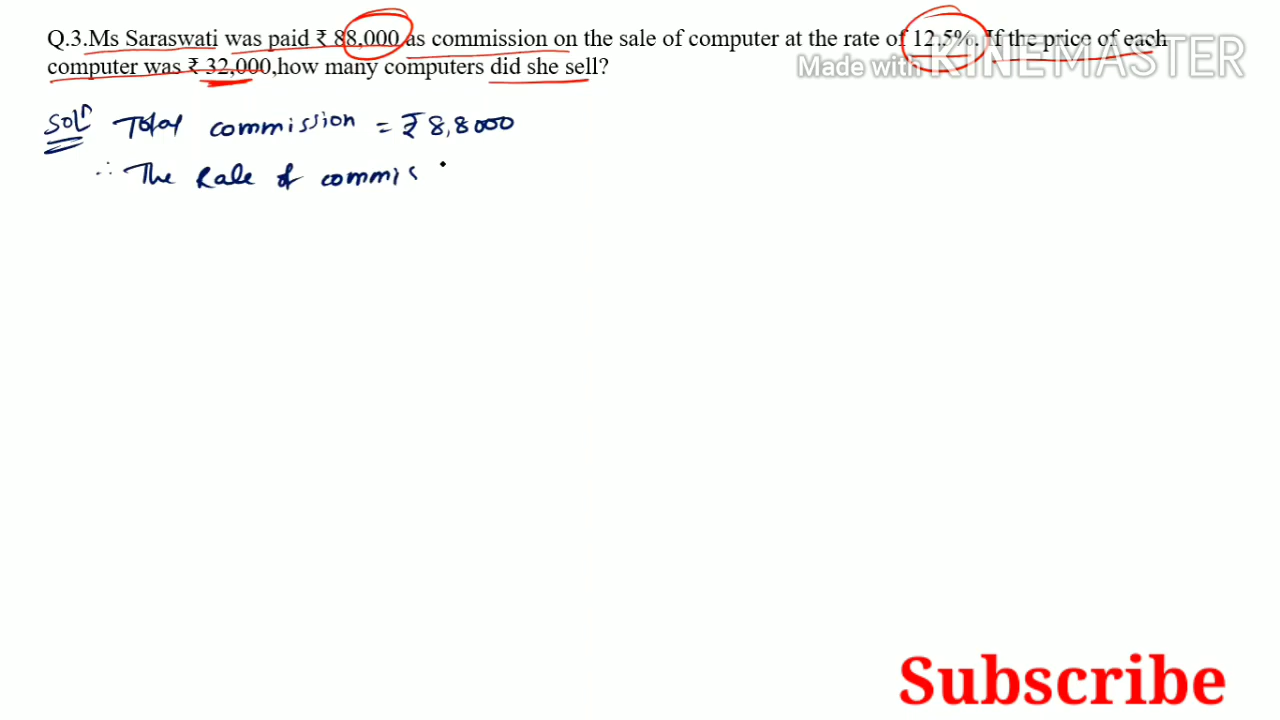 Q.3.Ms Saraswati was paid ₹ 88,000 as commission on the sale of computer at the rate of 12.5%. If the price of each
computer was ₹ 32,000,how many computers did she sell?
Made with KINEMASTER
Soln Total commission = ₹8,8000
∴ The Rate of commis
Subscribe